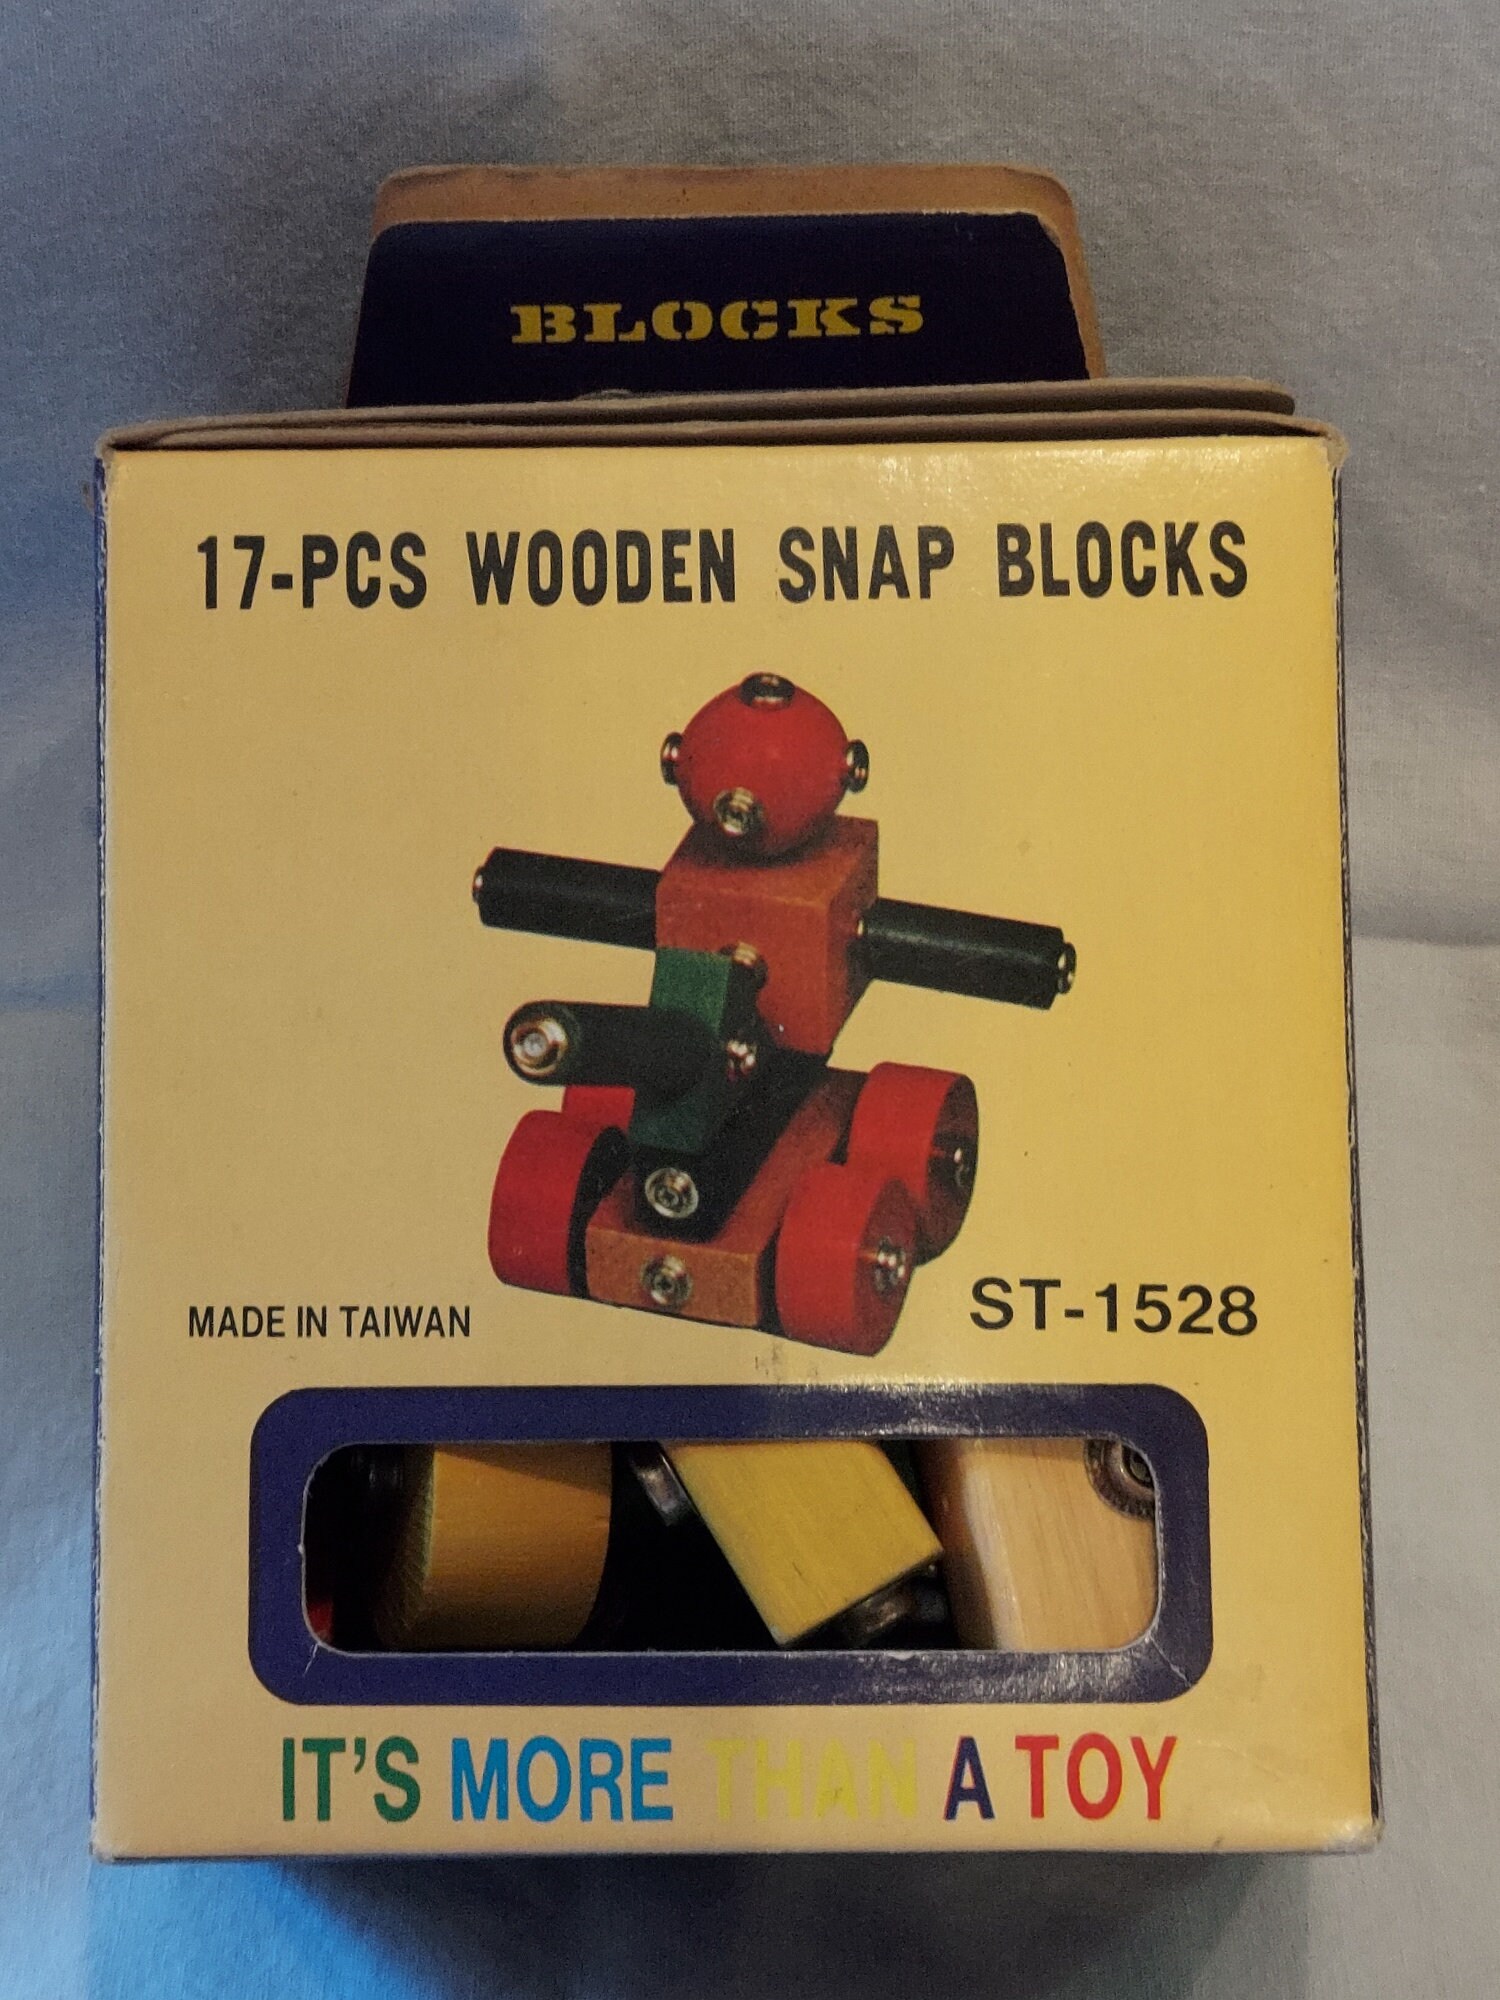 BLOCKS
17-PCS WOODEN SNAP BLOCKS
MADE IN TAIWAN
ST-1528
IT'S MORE THAN A TOY